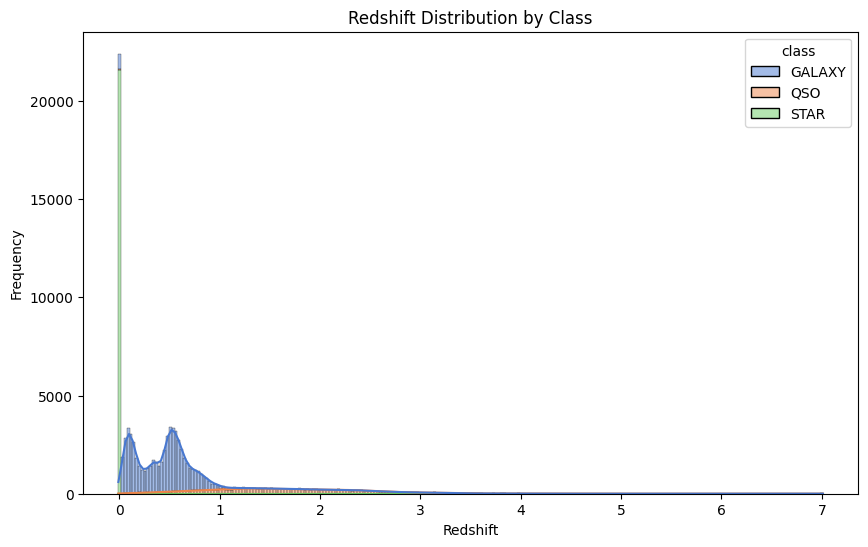 Redshift Distribution by Class
class
GALAXY
QSO
STAR
Frequency
20000
15000
10000
5000
0
0 1 2 3 4 5 6 7
Redshift